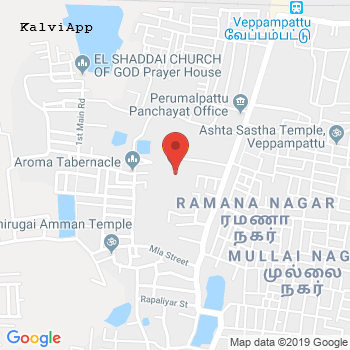 KalviApp
Veppampattu
வேப்பம்பட்டு
EL SHADDAI CHURCH
OF GOD Prayer House
1st Main Rd
Perumalpattu
Panchayat Office
Ashta Sastha Temple,
Veppampattu
Aroma Tabernacle
RAMANA NAGAR
ரமணா
நகர்
hirugai Amman Temple
Mla Street
MULLAI NAG
முல்லை
நகர்
Rapaliyar St
Google
Map data ©2019 Google